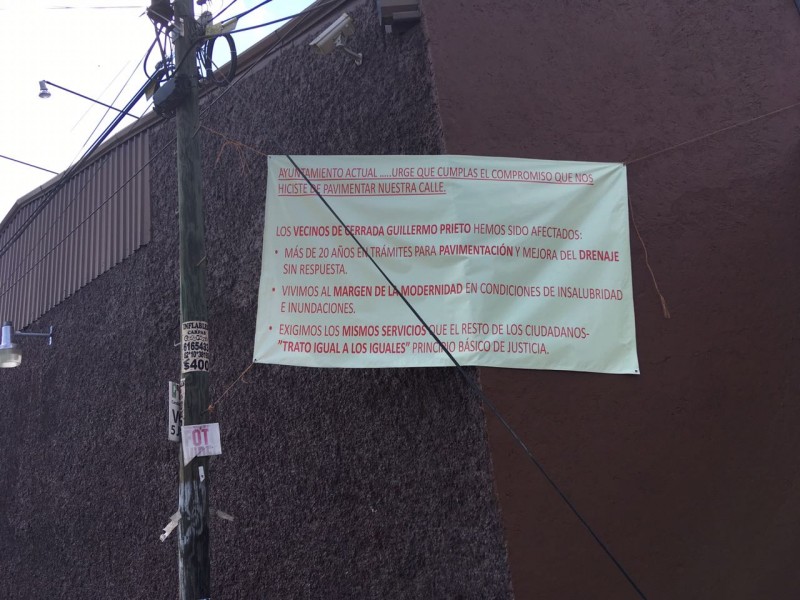 AYUNTAMIENTO ACTUAL .....URGE QUE CUMPLAS EL COMPROMISO QUE NOS
HICISTE DE PAVIMENTAR NUESTRA CALLE.
LOS VECINOS DE CERRADA GUILLERMO PRIETO HEMOS SIDO AFECTADOS:
• MÁS DE 20 AÑOS EN TRÁMITES PARA PAVIMENTACIÓN Y MEJORA DEL DRENAJE
SIN RESPUESTA.
• VIVIMOS AL MARGEN DE LA MODERNIDAD EN CONDICIONES DE INSALUBRIDAD
E INUNDACIONES.
• EXIGIMOS LOS MISMOS SERVICIOS QUE EL RESTO DE LOS CIUDADANOS-
"TRATO IGUAL A LOS IGUALES" PRINCIPIO BÁSICO DE JUSTICIA.
INFLABLES
$400
OT